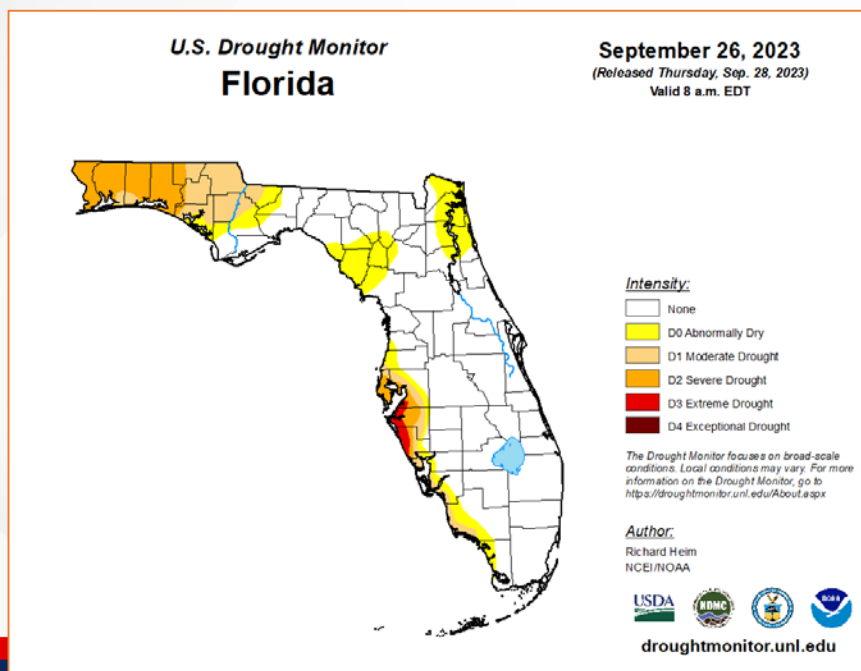 U.S. Drought Monitor
Florida
September 26, 2023
(Released Thursday, Sep. 28, 2023)
Valid 8 a.m. EDT
Intensity:
None
D0 Abnormally Dry
D1 Moderate Drought
D2 Severe Drought
D3 Extreme Drought
D4 Exceptional Drought
The Drought Monitor focuses on broad-scale
conditions. Local conditions may vary. For more
information on the Drought Monitor, go to
https://droughtmonitor.unl.edu/About.aspx
Author:
Richard Heim
NCEI/NOAA
USDA
NDMC
NOAA
droughtmonitor.unl.edu